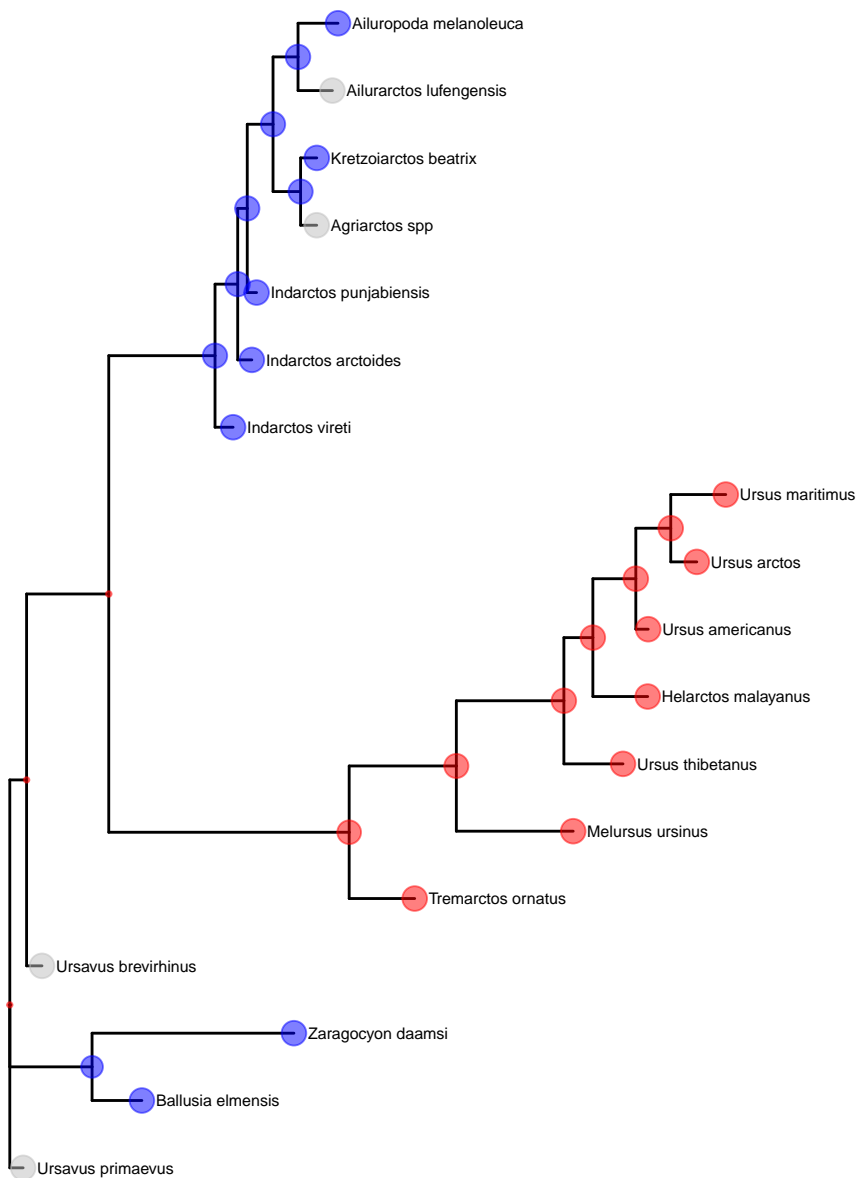 Ailuropoda melanoleuca
Ailurarctos lufengensis
Kretzoiarctos beatrix
Agriarctos spp
Indarctos punjabiensis
Indarctos arctoides
Indarctos vireti
Ursus maritimus
Ursus arctos
Ursus americanus
Helarctos malayanus
Ursus thibetanus
Melursus ursinus
Tremarctos ornatus
Ursavus brevirhinus
Zaragocyon daamsi
Ballusia elmensis
Ursavus primaevus